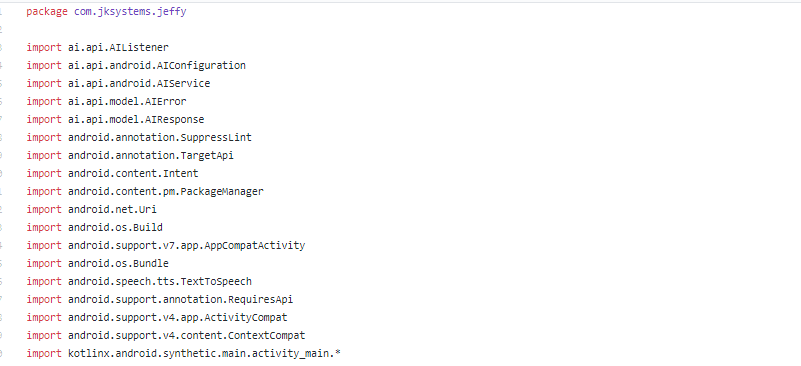 package com.jksystems.jeffy
import ai.api.AIListener
import ai.api.android.AIConfiguration
import ai.api.android.AIService
import ai.api.model.AIError
import ai.api.model.AIResponse
import android.annotation.SuppressLint
import android.annotation.TargetApi
import android.content.Intent
import android.content.pm.PackageManager
import android.net.Uri
import android.os.Build
import android.support.v7.app.AppCompatActivity
import android.os.Bundle
import android.speech.tts.TextToSpeech
import android.support.annotation.RequiresApi
import android.support.v4.app.ActivityCompat
import android.support.v4.content.ContextCompat
import kotlinx.android.synthetic.main.activity_main.*